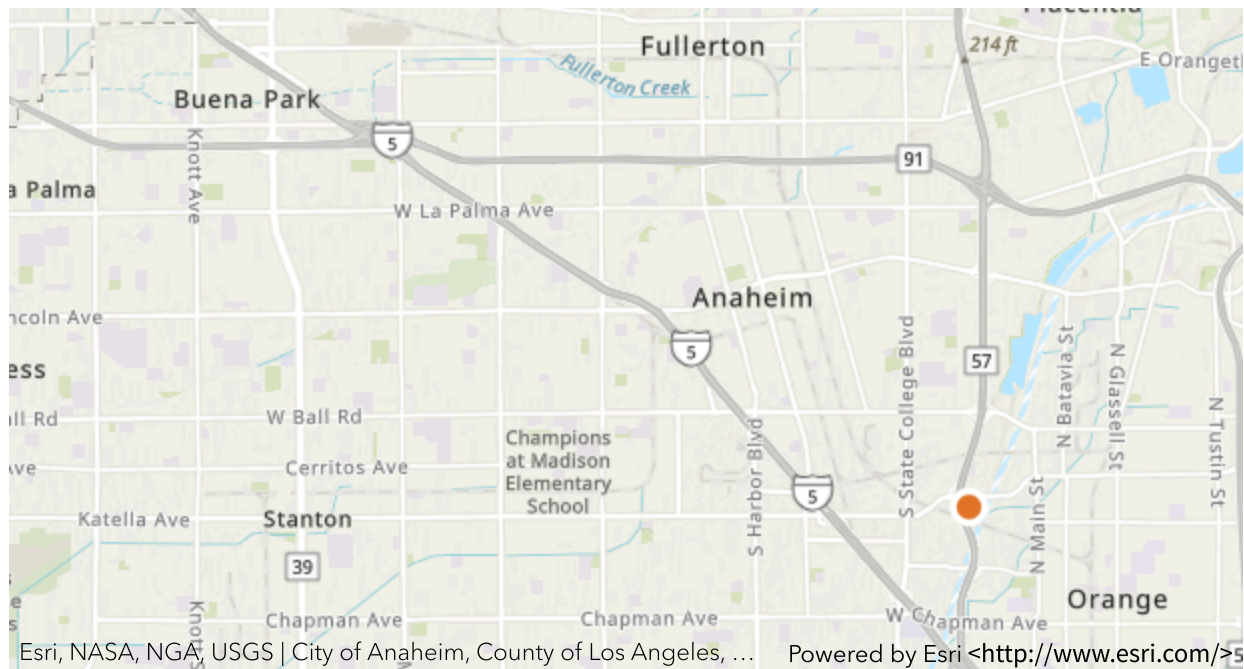 Placentia
Fullerton
214 ft
E Oranget
Fullerton Creek
Buena Park
5
91
Knott Ave
a Palma
W La Palma Ave
Anaheim
ncoln Ave
5
57
S State College Blvd
N Batavia St
N Glassell St
ess
all Rd
W Ball Rd
N Tustin St
Champions
at Madison
Elementary
School
S Harbor Blvd
ve
Cerritos Ave
5
Katella Ave
Stanton
N Main St
39
Orange
Knott S
Chapman Ave
Chapman Ave
W Chapman Ave
Esri, NASA, NGA, USGS | City of Anaheim, County of Los Angeles, ...
Powered by Esri <http://www.esri.com/>
5